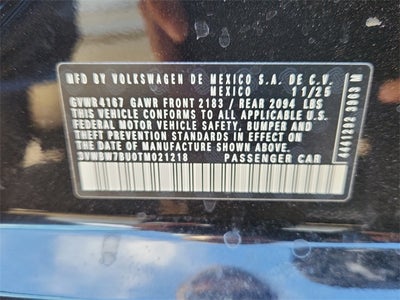 MFD. BY VOLKSWAGEN DE MEXICO S.A. DE C.V.
MEXICO 11/25
GVWR4167 GAWR FRONT 2183 / REAR 2094 LBS
THIS VEHICLE CONFORMS TO ALL APPLICABLE U.S.
FEDERAL MOTOR VEHICLE SAFETY, BUMPER AND
THEFT PREVENTION STANDARDS IN EFFECT ON
THE DATE OF MANUFACTURE SHOWN ABOVE.
3VWBW7BU0TM021218 PASSENGER CAR